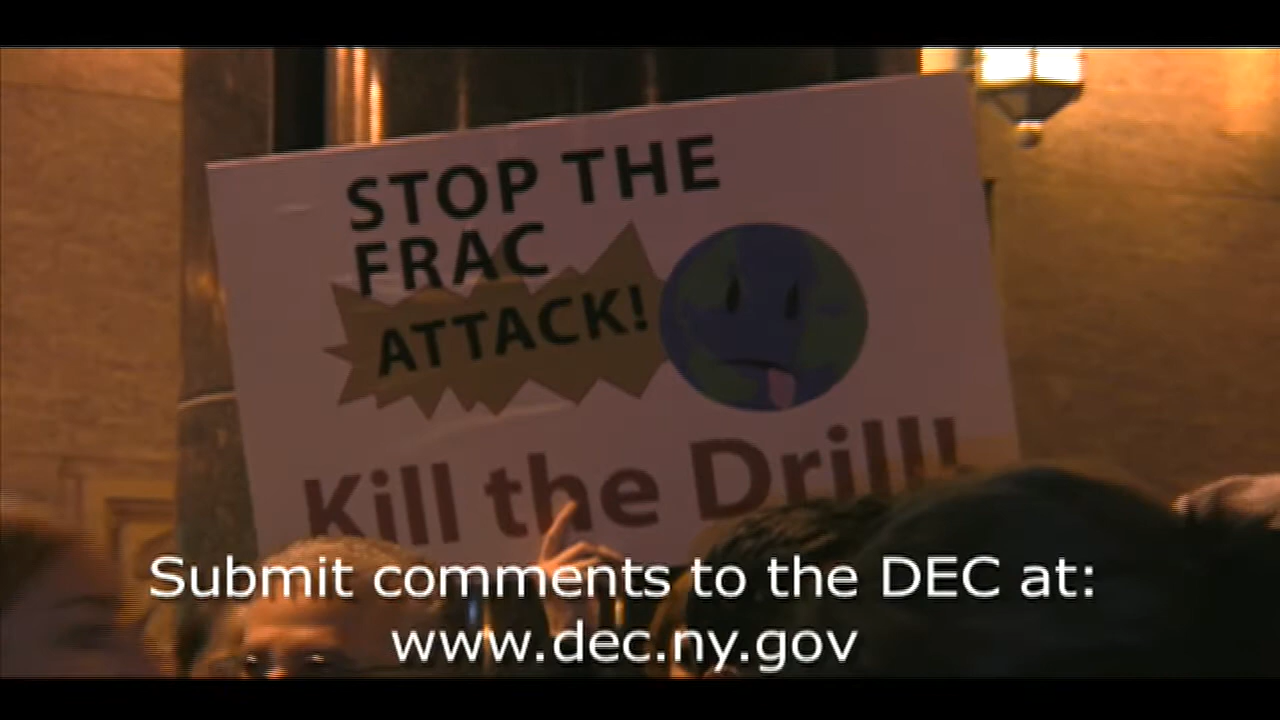 STOP THE
FRAC
ATTACK!
Kill the Drill!
Submit comments to the DEC at:
www.dec.ny.gov